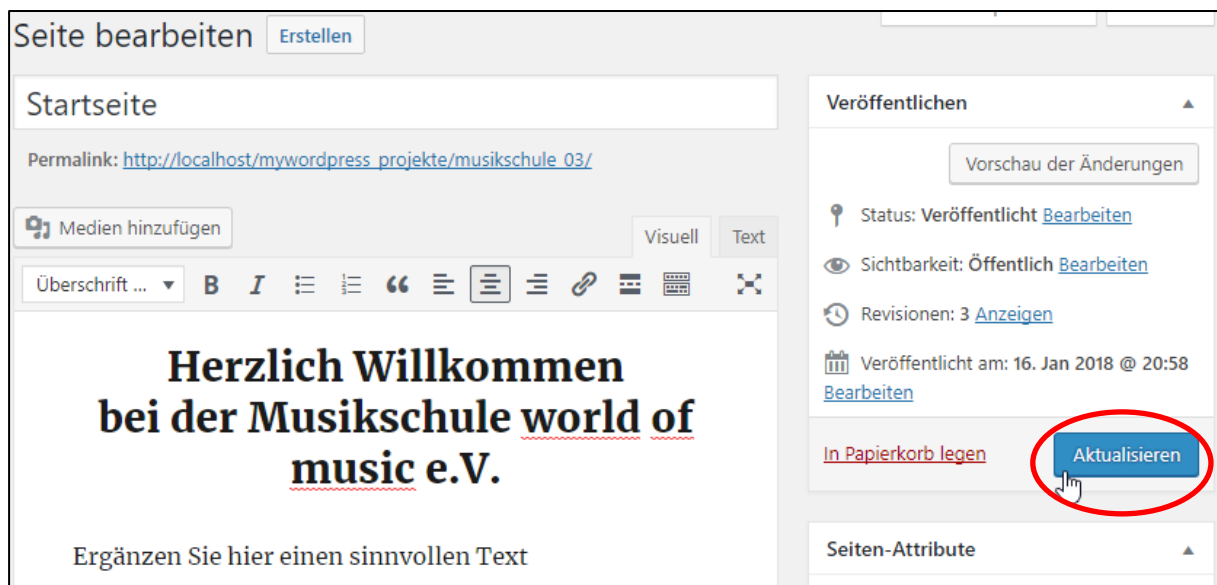 Seite bearbeiten Erstellen
Startseite
Permalink: http://localhost/mywordpress_projekte/musikschule_03/
Medien hinzufügen
Visuell Text
Überschrift ... B I
Herzlich Willkommen
bei der Musikschule world of
music e.V.
Ergänzen Sie hier einen sinnvollen Text
Veröffentlichen
Vorschau der Änderungen
Status: Veröffentlicht Bearbeiten
Sichtbarkeit: Öffentlich Bearbeiten
Revisionen: 3 Anzeigen
Veröffentlicht am: 16. Jan 2018 @ 20:58
Bearbeiten
In Papierkorb legen Aktualisieren
Seiten-Attribute